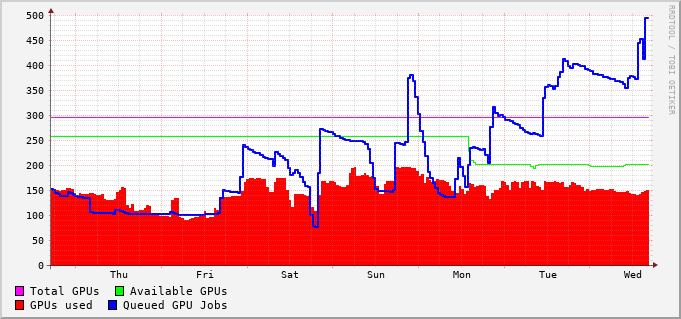 500
450
400
350
300
250
200
150
100
50
0
Thu Fri Sat Sun Mon Tue Wed
Total GPUs Available GPUs
GPUs used Queued GPU Jobs
RRDTOOL / TOBI OETIKER